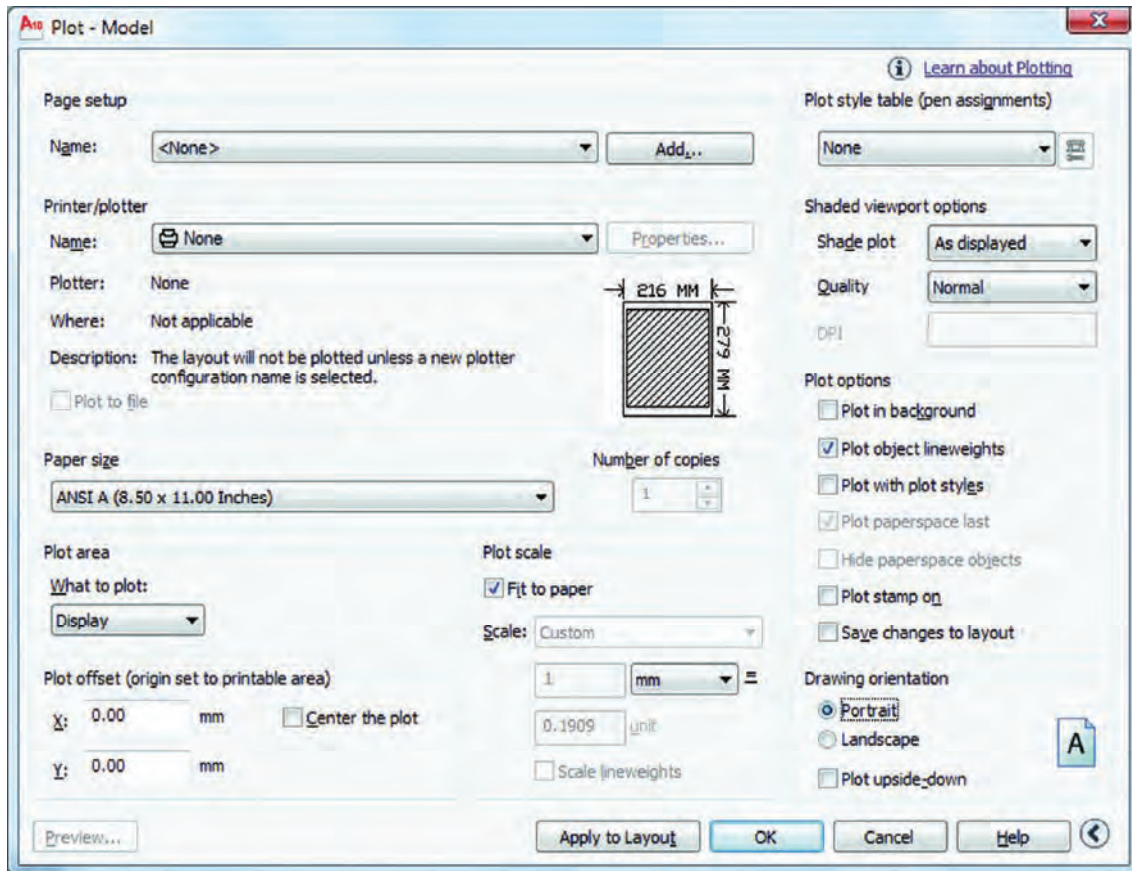 A10 Plot - Model
Learn about Plotting
Page setup
Name: <None> Add...
Plot style table (pen assignments)
None
Printer/plotter
Name: None Properties...
Plotter: None
Where: Not applicable
Description: The layout will not be plotted unless a new plotter
configuration name is selected.
Plot to file
216 MM
279 MM
Shaded viewport options
Shade plot As displayed
Quality Normal
DPI
Paper size
ANSI A (8.50 x 11.00 Inches)
Number of copies
1
Plot options
Plot in background
Plot object lineweights
Plot with plot styles
Plot paperspace last
Hide paperspace objects
Plot stamp on
Save changes to layout
Plot area
What to plot:
Display
Plot scale
Fit to paper
Scale: Custom
1 mm =
0.1909 unit
Scale lineweights
Plot offset (origin set to printable area)
X: 0.00 mm Center the plot
Y: 0.00 mm
Drawing orientation
Portrait
Landscape
Plot upside-down
A
Preview... Apply to Layout OK Cancel Help